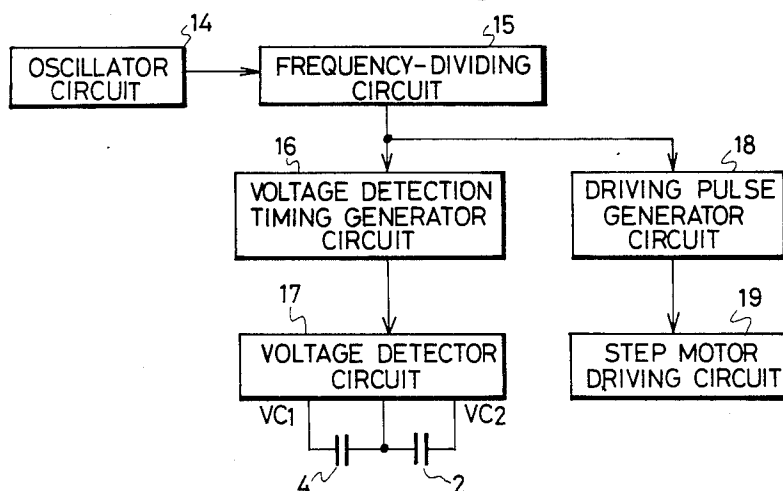 14
15
OSCILLATOR
CIRCUIT
FREQUENCY-DIVIDING
CIRCUIT
16
18
VOLTAGE DETECTION
TIMING GENERATOR
CIRCUIT
DRIVING PULSE
GENERATOR
CIRCUIT
17
19
VOLTAGE DETECTOR
CIRCUIT
STEP MOTOR
DRIVING CIRCUIT
VC1
VC2
4
2